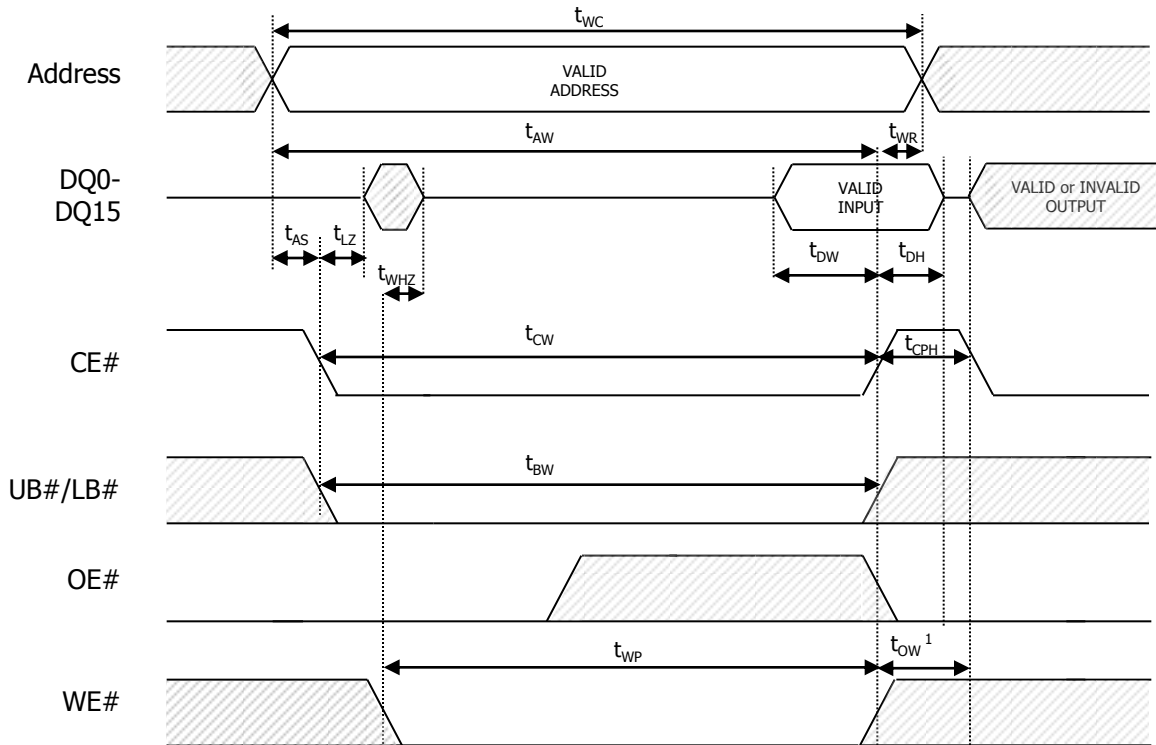 tWC
Address
VALID
ADDRESS
tAW
tWR
DQ0-
DQ15
VALID
INPUT
VALID or INVALID
OUTPUT
tAS
tLZ
tDW
tDH
tWHZ
CE#
tCW
tCPH
UB#/LB#
tBW
OE#
tWP
tOW 1
WE#